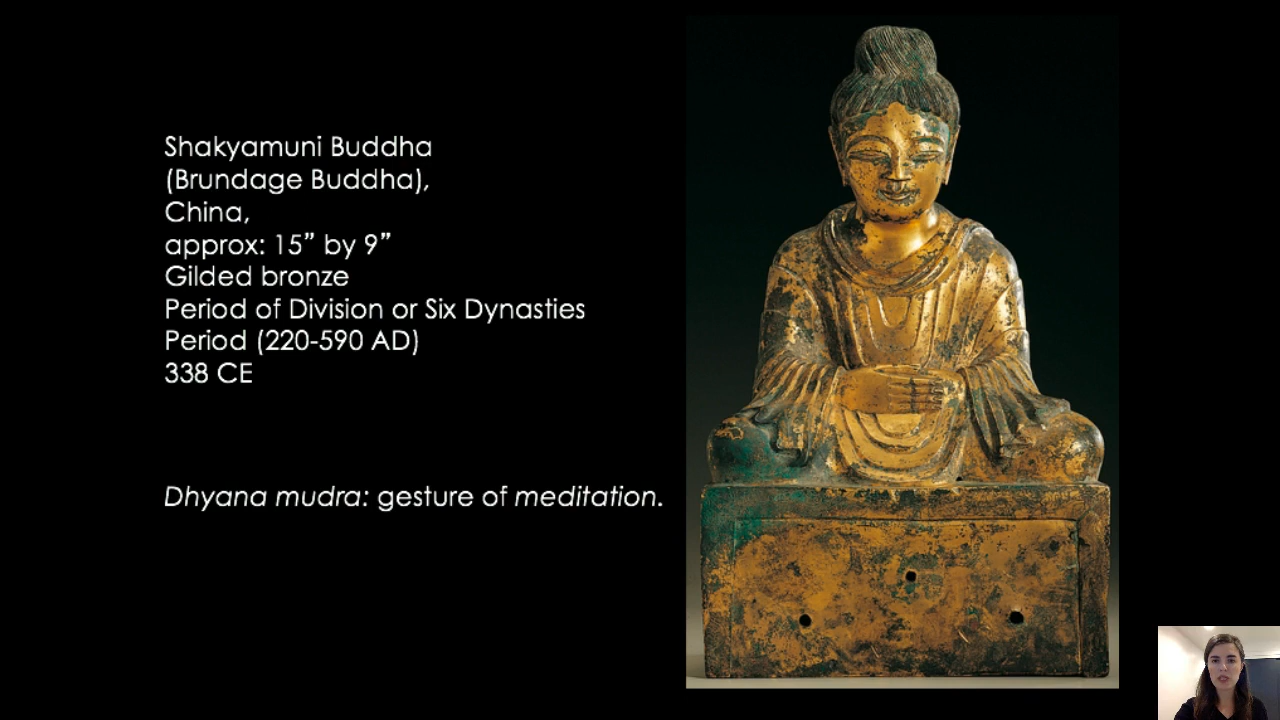 Shakyamuni Buddha
(Brundage Buddha),
China,
approx: 15” by 9”
Gilded bronze
Period of Division or Six Dynasties
Period (220-590 AD)
338 CE
Dhyana mudra: gesture of meditation.